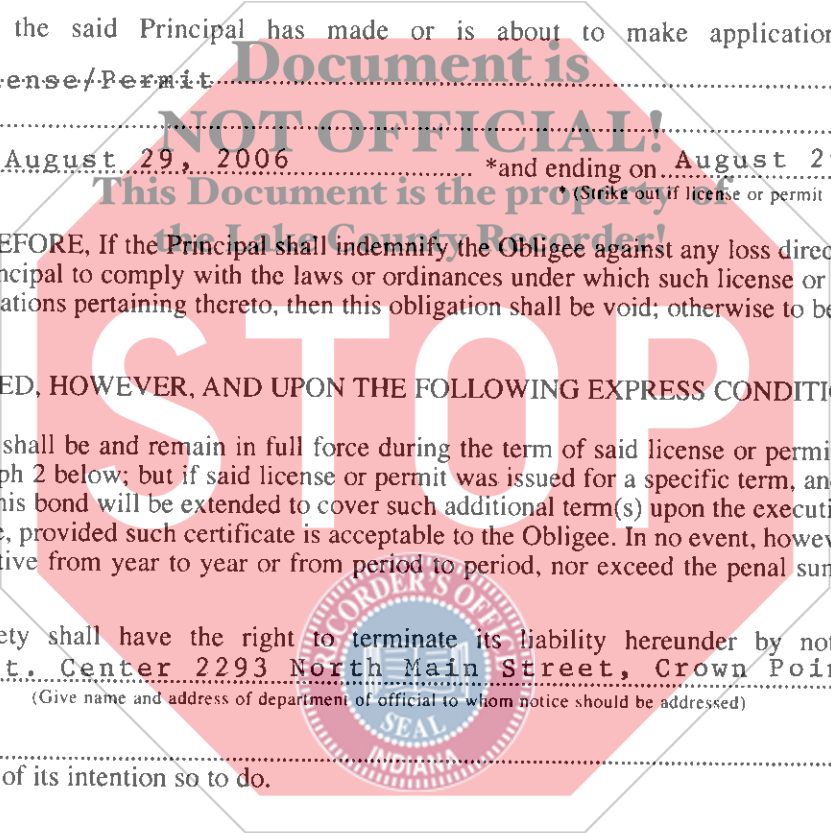 the said Principal has made or is about to make application
Document is
ense/Permit
NOT OFFICIAL!
August 29, 2006 *and ending on August 2
This Document is the property of
* (Strike out if license or permit
the Lake County Recorder!
EFORE, If the Principal shall indemnify the Obligee against any loss direc
ncipal to comply with the laws or ordinances under which such license or
ations pertaining thereto, then this obligation shall be void; otherwise to be
STOP
ED, HOWEVER, AND UPON THE FOLLOWING EXPRESS CONDITI
shall be and remain in full force during the term of said license or permi
ph 2 below; but if said license or permit was issued for a specific term, an
his bond will be extended to cover such additional term(s) upon the executi
e, provided such certificate is acceptable to the Obligee. In no event, howev
tive from year to year or from period to period, nor exceed the penal sum
RECORDER'S OFFICE
ety shall have the right to terminate its liability hereunder by not
t. Center 2293 North Main Street, Crown Poin
(Give name and address of department of official to whom notice should be addressed)
SEAL
INDIANA
of its intention so to do.